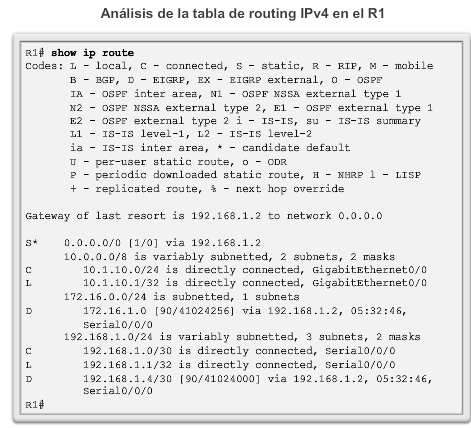 Análisis de la tabla de routing IPv4 en el R1
R1# show ip route
Codes: L - local, C - connected, S - static, R - RIP, M - mobile
B - BGP, D - EIGRP, EX - EIGRP external, O - OSPF
IA - OSPF inter area, N1 - OSPF NSSA external type 1
N2 - OSPF NSSA external type 2, E1 - OSPF external type 1
E2 - OSPF external type 2 i - IS-IS, su - IS-IS summary
L1 - IS-IS level-1, L2 - IS-IS level-2
ia - IS-IS inter area, * - candidate default
U - per-user static route, o - ODR
P - periodic downloaded static route, H - NHRP l - LISP
+ - replicated route, % - next hop override
Gateway of last resort is 192.168.1.2 to network 0.0.0.0
S* 0.0.0.0/0 [1/0] via 192.168.1.2
10.0.0.0/8 is variably subnetted, 2 subnets, 2 masks
C 10.1.10.0/24 is directly connected, GigabitEthernet0/0
L 10.1.10.1/32 is directly connected, GigabitEthernet0/0
172.16.0.0/24 is subnetted, 1 subnets
D 172.16.1.0 [90/41024256] via 192.168.1.2, 05:32:46,
Serial0/0/0
192.168.1.0/24 is variably subnetted, 3 subnets, 2 masks
C 192.168.1.0/30 is directly connected, Serial0/0/0
L 192.168.1.1/32 is directly connected, Serial0/0/0
D 192.168.1.4/30 [90/41024000] via 192.168.1.2, 05:32:46,
Serial0/0/0
R1#